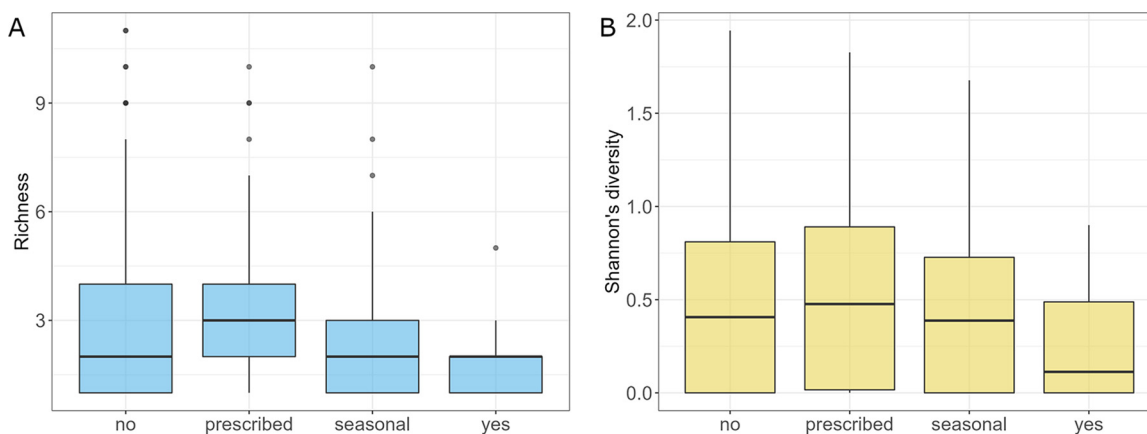 A
Richness
9
6
3
no prescribed seasonal yes
B
Shannon's diversity
2.0
1.5
1.0
0.5
0.0
no prescribed seasonal yes